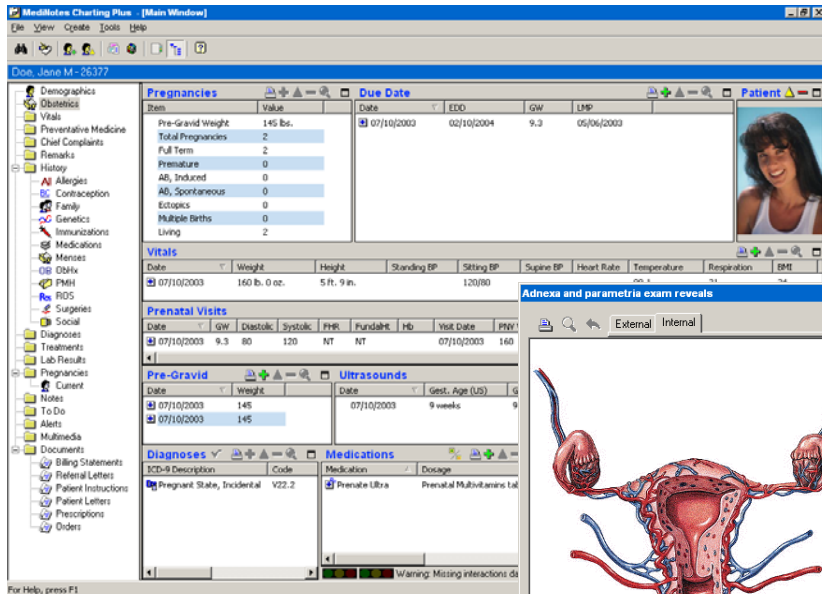 MediNotes Charting Plus - [Main Window]
File View Create Tools Help
Doe, Jane M - 26377
Demographics
Obstetrics
Vitals
Preventative Medicine
Chief Complaints
Remarks
History
Allergies
BC Contraception
Family
Genetics
Immunizations
Medications
Menses
OB ObHx
PMH
Ros ROS
Surgeries
Social
Diagnoses
Treatments
Lab Results
Pregnancies
Current
Notes
To Do
Alerts
Multimedia
Documents
Billing Statements
Referral Letters
Patient Instructions
Patient Letters
Prescriptions
Orders
Pregnancies
Item Value
Pre-Gravid Weight 145 lbs.
Total Pregnancies 2
Full Term 2
Premature 0
AB, Induced 0
AB, Spontaneous 0
Ectopics 0
Multiple Births 0
Living 2
Due Date
Date EDD GW LMP
07/10/2003 02/10/2004 9.3 05/06/2003
Patient
Vitals
Date Weight Height Standing BP Sitting BP Supine BP Heart Rate Temperature Respiration BMI
07/10/2003 160 lb. 0 oz. 5 ft. 9 in. 120/80
Prenatal Visits
Date GW Diastolic Systolic FHR FundalHt Hb Visit Date PNV
07/10/2003 9.3 80 120 NT NT 07/10/2003 160
Pre-Gravid
Date Weight
07/10/2003 145
07/10/2003 145
Ultrasounds
Date Gest. Age (US) G
07/10/2003 9 weeks 9
Diagnoses
ICD-9 Description Code
Pregnant State, Incidental V22.2
Medications
Medication Dosage
Prenate Ultra Prenatal Multivitamins tab
Warning: Missing interactions da
Adnexa and parametria exam reveals
External Internal
For Help, press F1